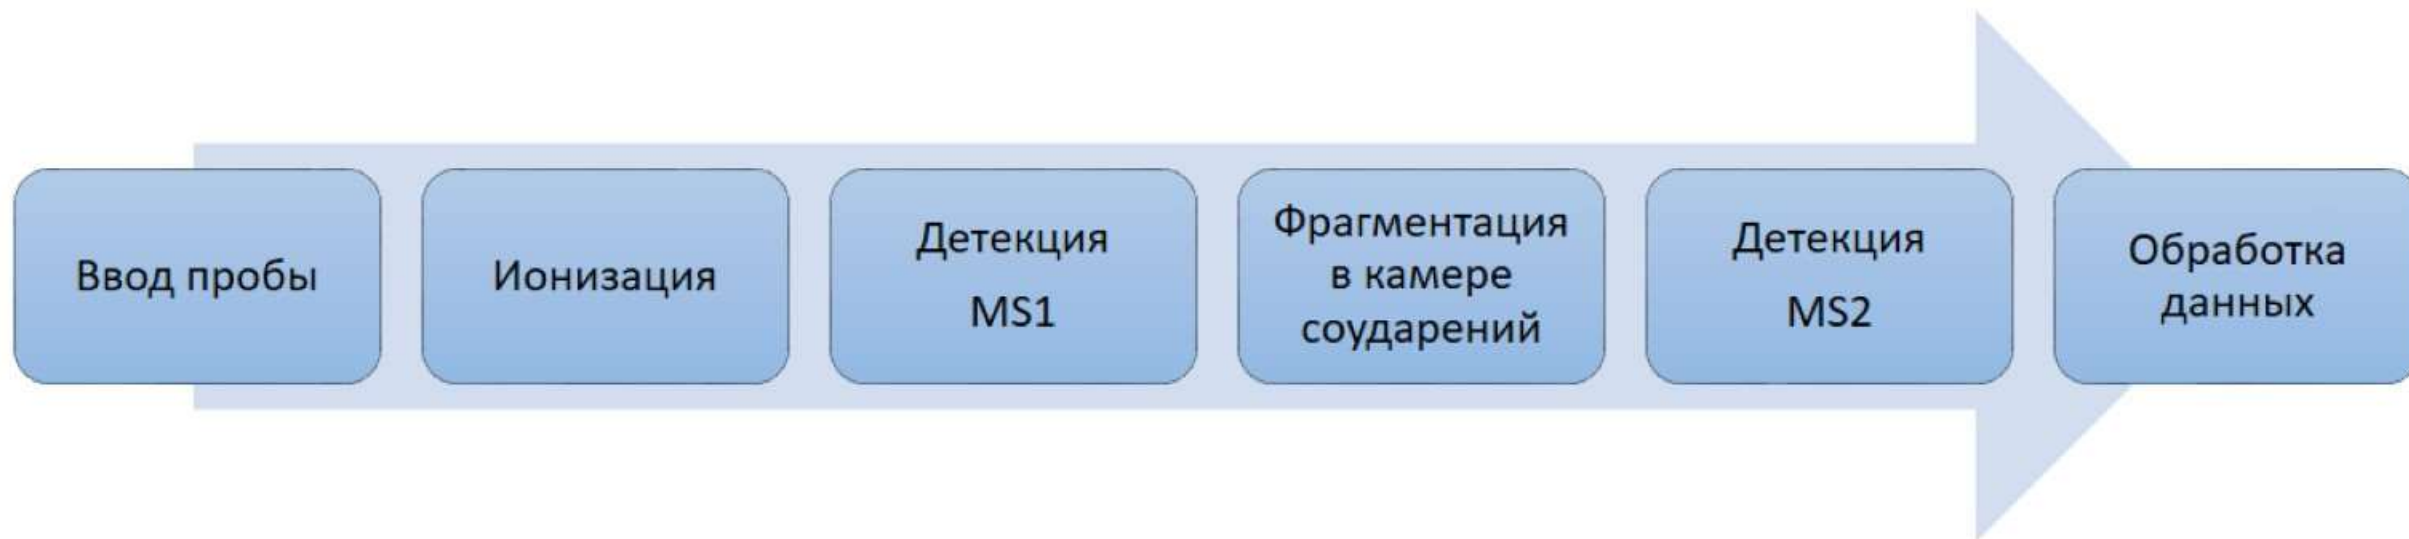 Ввод пробы
Ионизация
Детекция
MS1
Фрагментация
в камере
соударений
Детекция
MS2
Обработка
данных